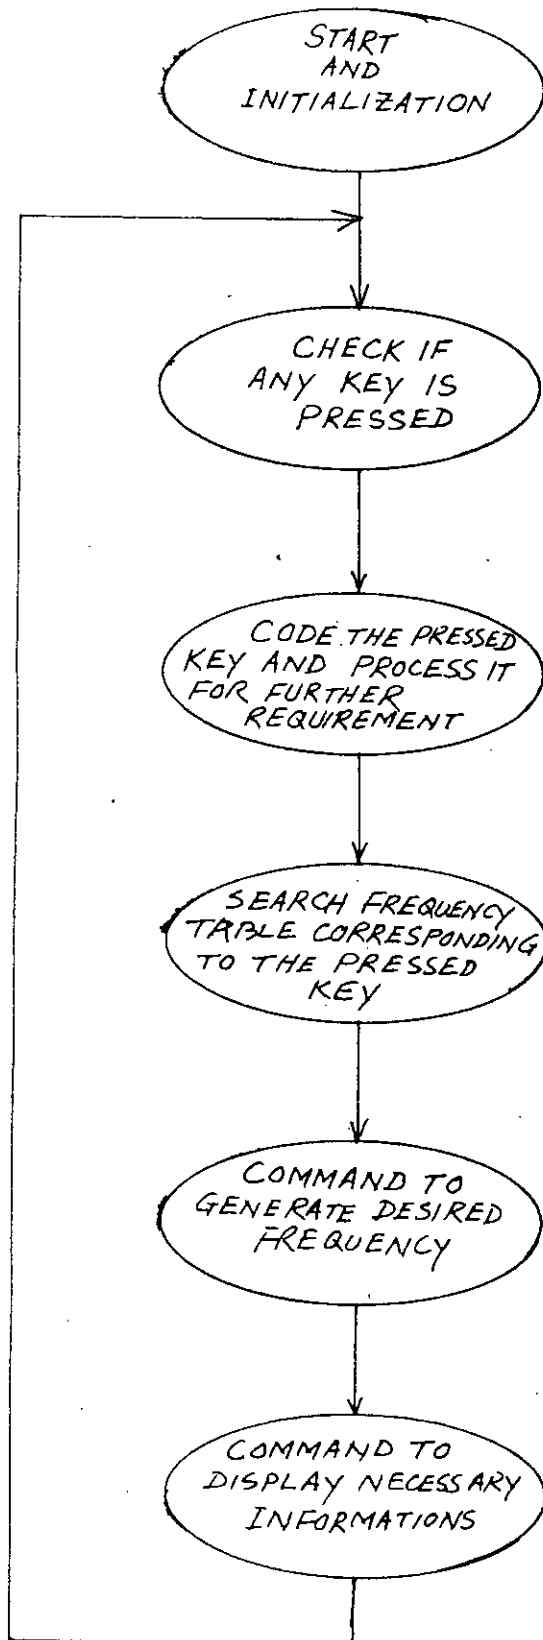 START
AND
INITIALIZATION
CHECK IF
ANY KEY IS
PRESSED
CODE THE PRESSED
KEY AND PROCESS IT
FOR FURTHER
REQUIREMENT
SEARCH FREQUENCY
TABLE CORRESPONDING
TO THE PRESSED
KEY
COMMAND TO
GENERATE DESIRED
FREQUENCY
COMMAND TO
DISPLAY NECESSARY
INFORMATIONS